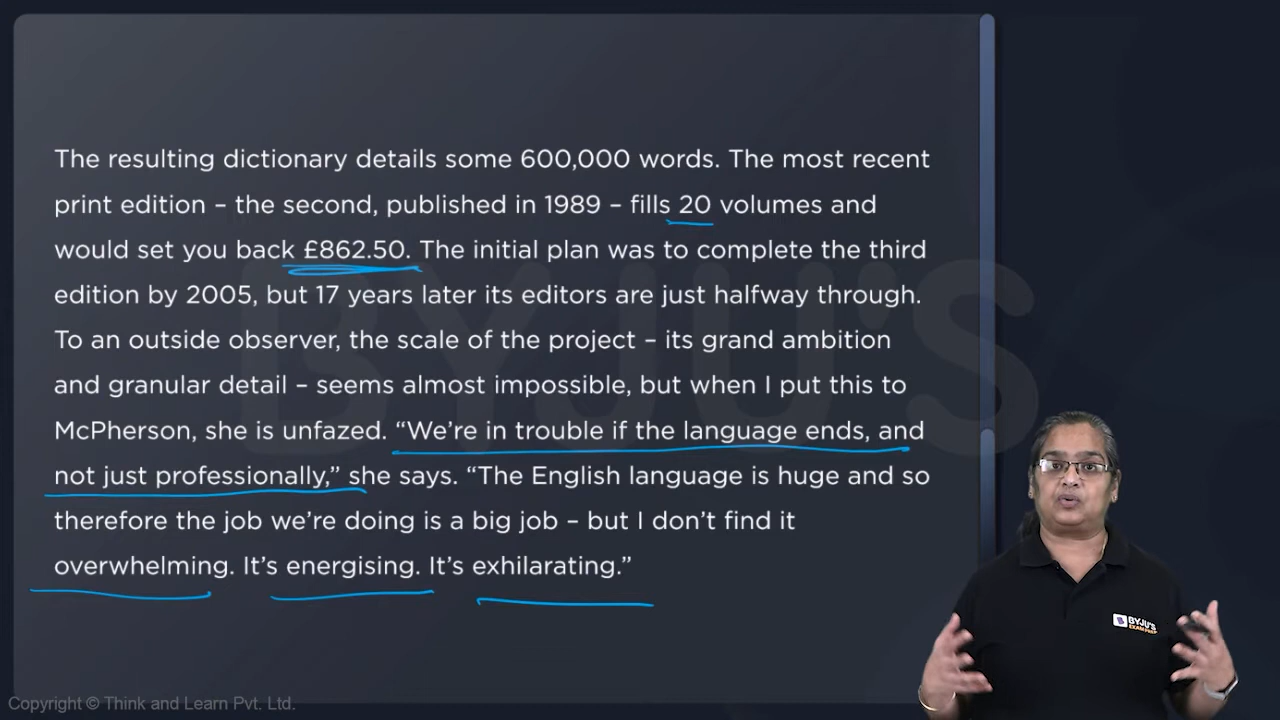 The resulting dictionary details some 600,000 words. The most recent
print edition – the second, published in 1989 – fills 20 volumes and
would set you back £862.50. The initial plan was to complete the third
edition by 2005, but 17 years later its editors are just halfway through.
To an outside observer, the scale of the project – its grand ambition
and granular detail – seems almost impossible, but when I put this to
McPherson, she is unfazed. “We’re in trouble if the language ends, and
not just professionally,” she says. “The English language is huge and so
therefore the job we’re doing is a big job – but I don’t find it
overwhelming. It’s energising. It’s exhilarating.”
BYJU'S
BYJU'S
EXAM PREP
Copyright © Think and Learn Pvt. Ltd.